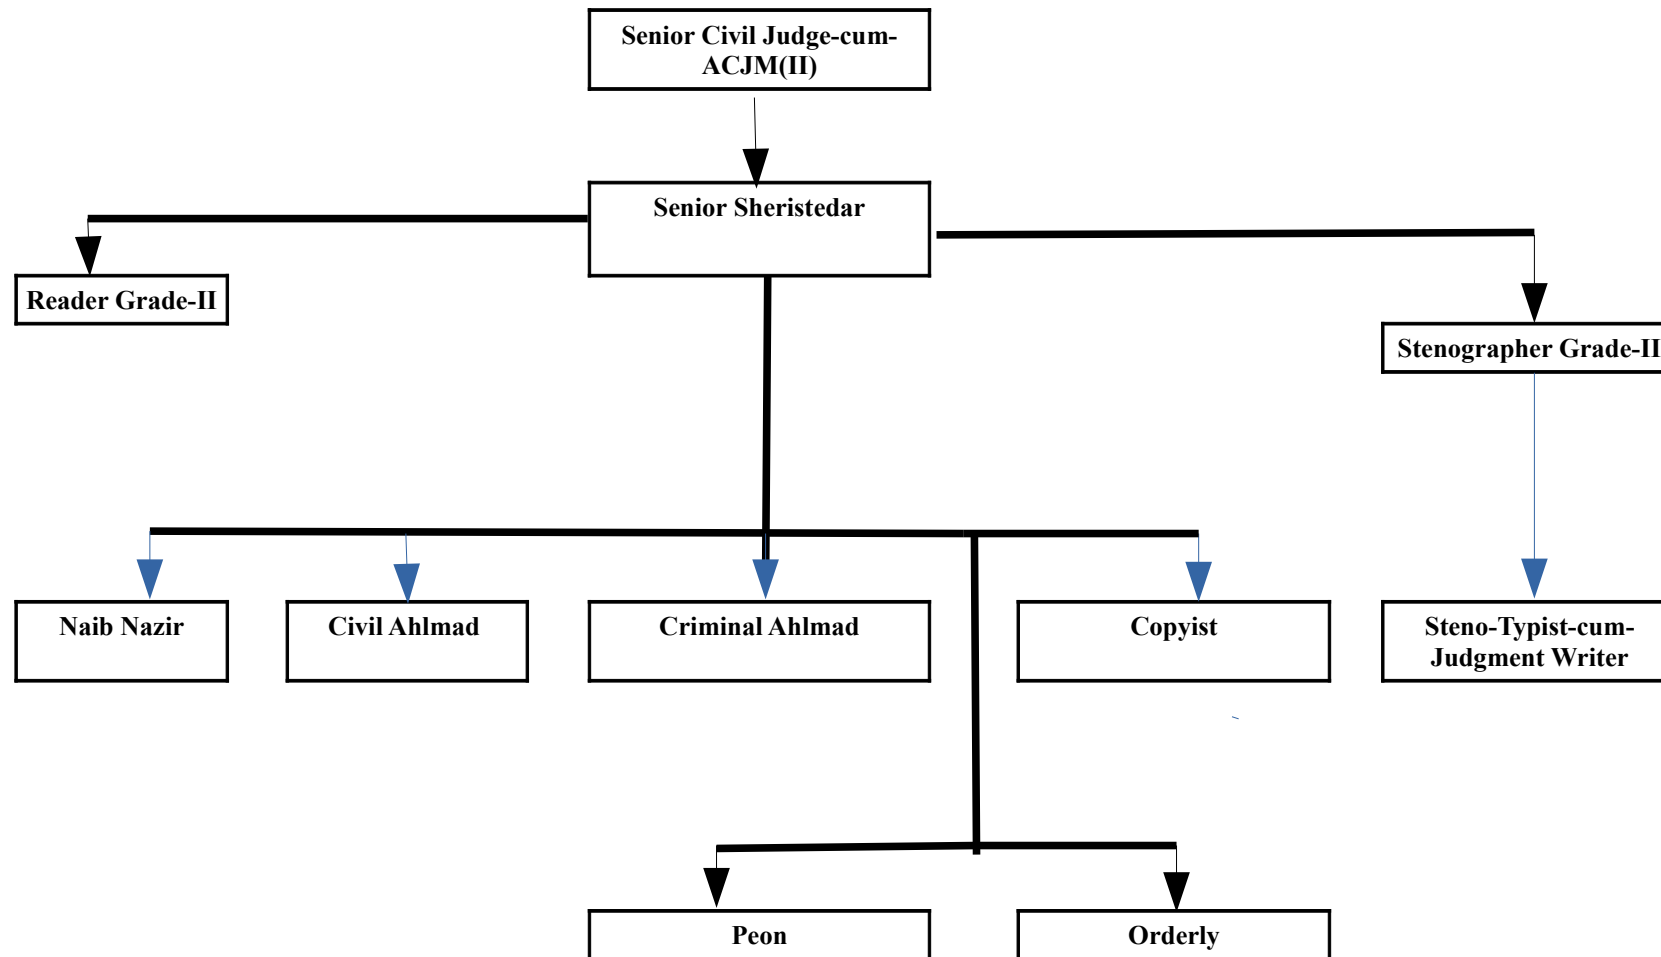 Senior Civil Judge-cum-
ACJM(II)
Senior Sheristedar
Reader Grade-II
Stenographer Grade-II
Naib Nazir
Civil Ahlmad
Criminal Ahlmad
Copyist
Steno-Typist-cum-
Judgment Writer
Peon
Orderly